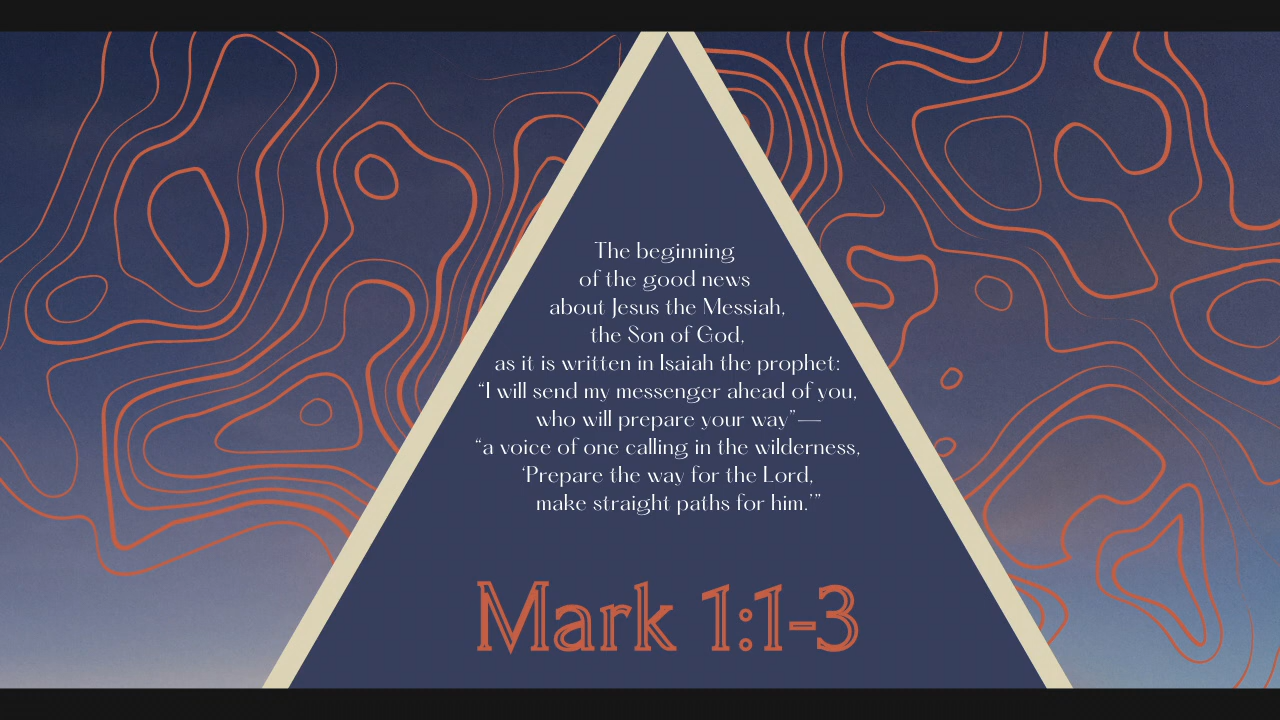 The beginning
of the good news
about Jesus the Messiah,
the Son of God,
as it is written in Isaiah the prophet:
“I will send my messenger ahead of you,
who will prepare your way”—
“a voice of one calling in the wilderness,
‘Prepare the way for the Lord,
make straight paths for him.’”
Mark 1:1-3